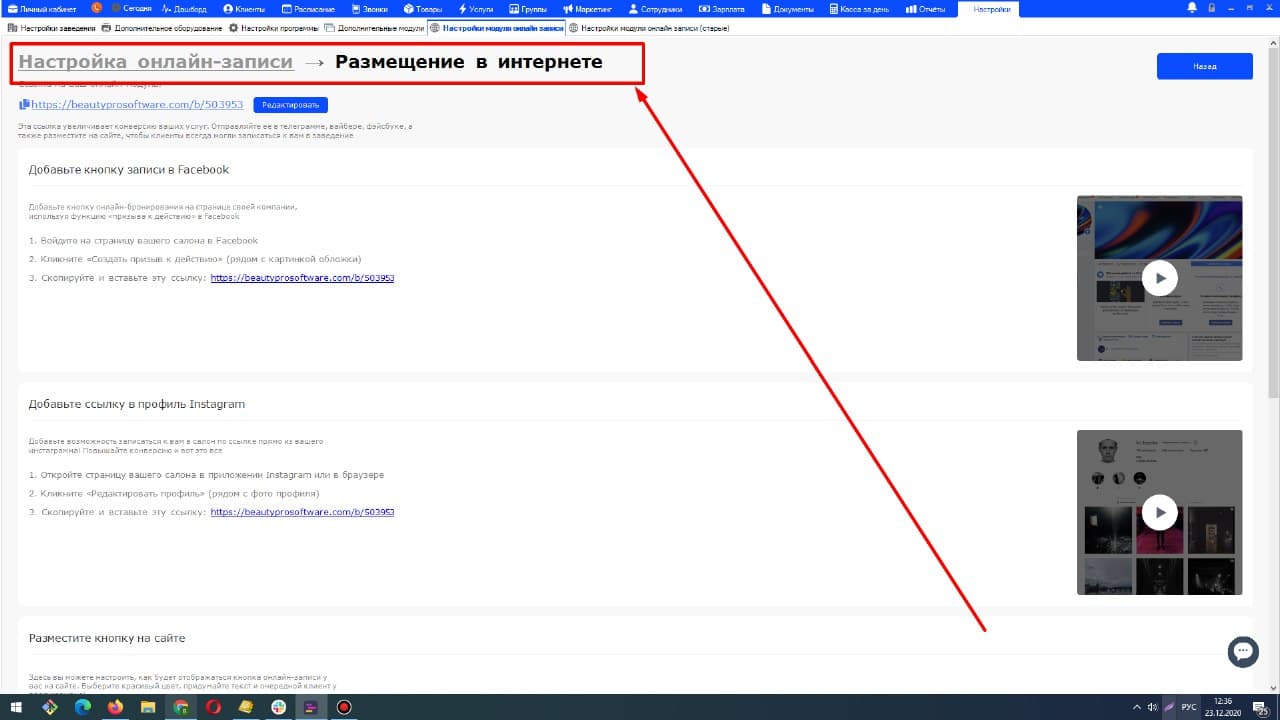 Личный кабинет Сегодня Дашборд Клиенты Расписание Звонки Товары Услуги Группы Маркетинг Сотрудники Зарплата Документы Касса за день Отчёты Настройки
Настройки заведения Дополнительное оборудование Настройки программы Дополнительные модули Настройки модуля онлайн записи Настройки модуля онлайн записи (старые)
Настройка онлайн-записи → Размещение в интернете
Назад
https://beautyprosoftware.com/b/503953 Редактировать
Эта ссылка увеличивает конверсию ваших услуг. Отправляйте ее в телеграмме, вайбере, фэйсбуке, а
также разместите на сайте, чтобы клиенты всегда могли записаться к вам в заведение
Добавьте кнопку записи в Facebook
Добавьте кнопку онлайн-бронирования на странице своей компании,
используя функцию «призыва к действию» в Facebook
1. Войдите на страницу вашего салона в Facebook
2. Кликните «Создать призыв к действию» (рядом с картинкой обложки)
3. Скопируйте и вставьте эту ссылку: https://beautyprosoftware.com/b/503953
Добавьте ссылку в профиль Instagram
Добавьте возможность записаться к вам в салон по ссылке прямо из вашего
инстаграмма! Повышайте конверсию и вот это все
1. Откройте страницу вашего салона в приложении Instagram или в браузере
2. Кликните «Редактировать профиль» (рядом с фото профиля)
3. Скопируйте и вставьте эту ссылку: https://beautyprosoftware.com/b/503953
Разместите кнопку на сайте
Здесь вы можете настроить, как будет отображаться кнопка онлайн-записи у
вас на сайте. Выберите красивый цвет, придумайте текст и очередной клиент у
РУС
12:36
23.12.2020
25